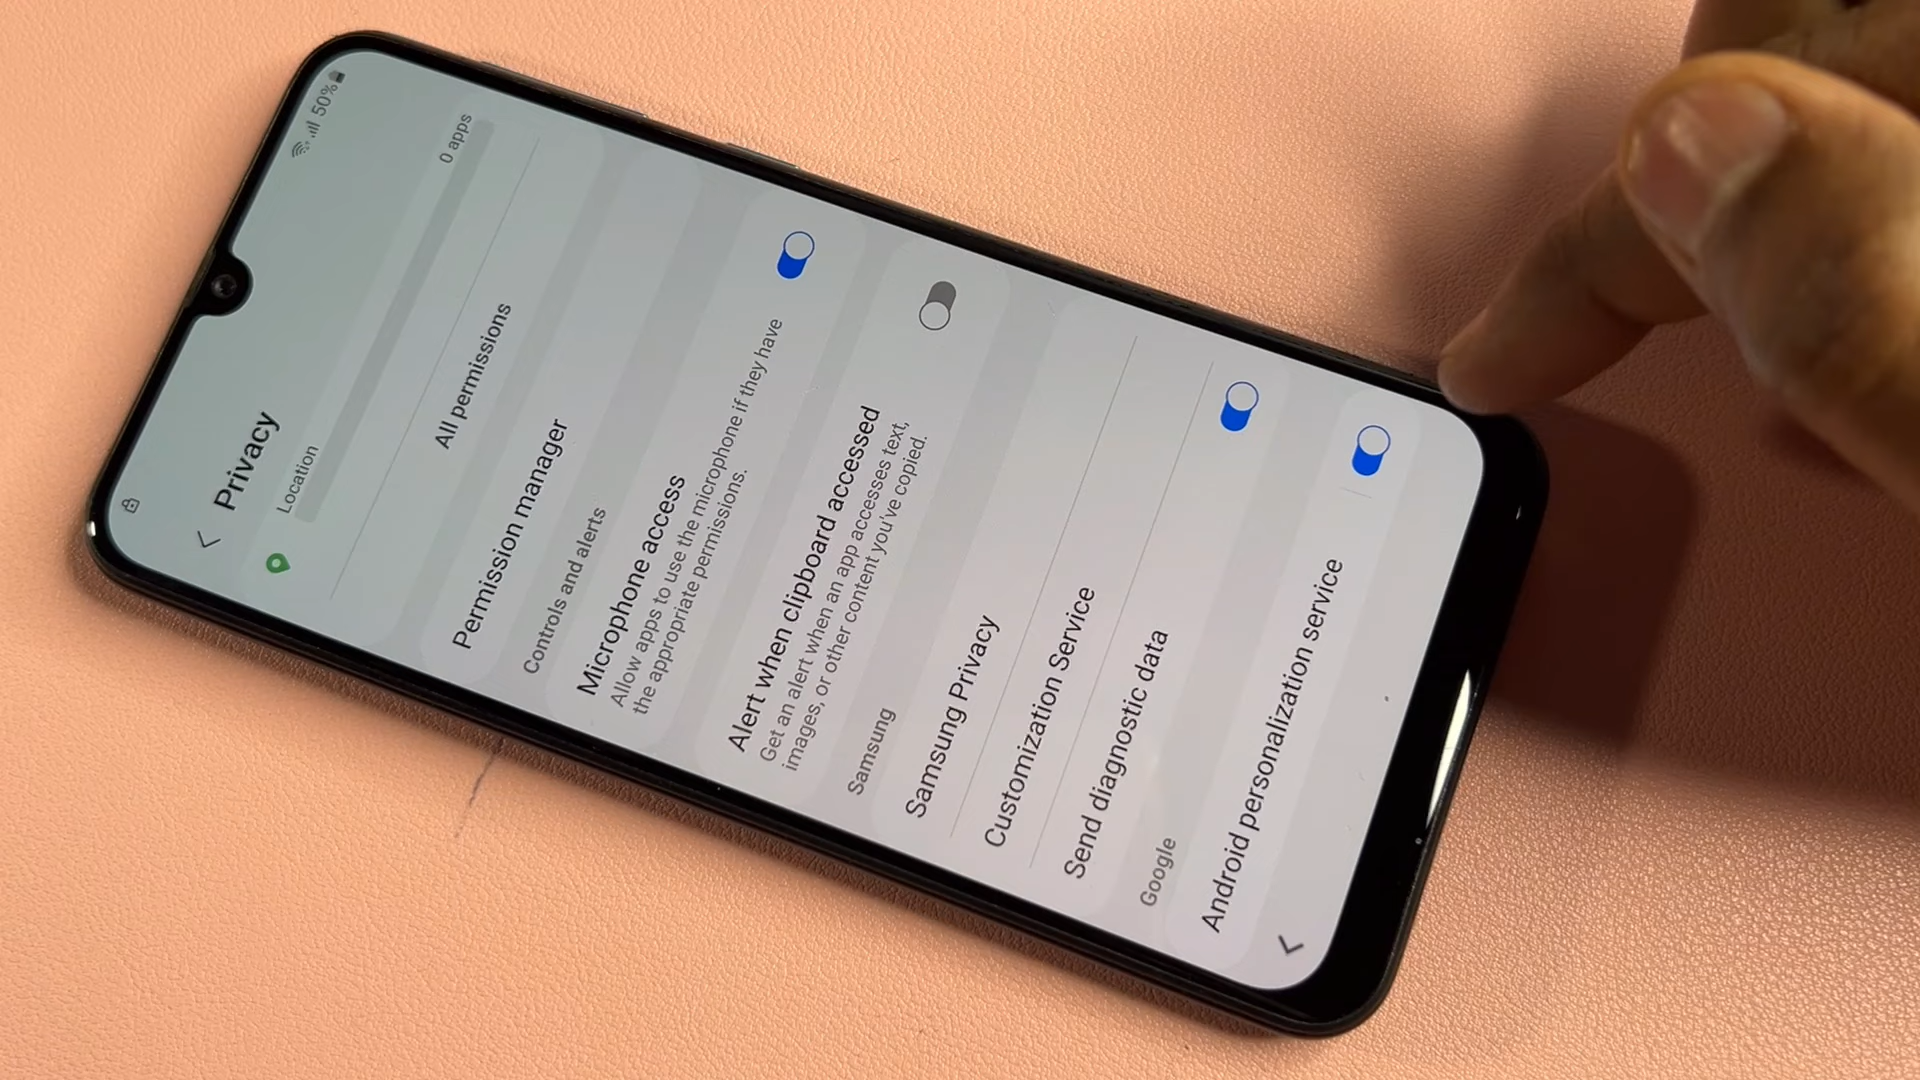 50%
Privacy
Location
0 apps
All permissions
Permission manager
Controls and alerts
Microphone access
Allow apps to use the microphone if they have
the appropriate permissions.
Alert when clipboard accessed
Get an alert when an app accesses text,
images, or other content you've copied.
Samsung
Samsung Privacy
Customization Service
Send diagnostic data
Google
Android personalization service